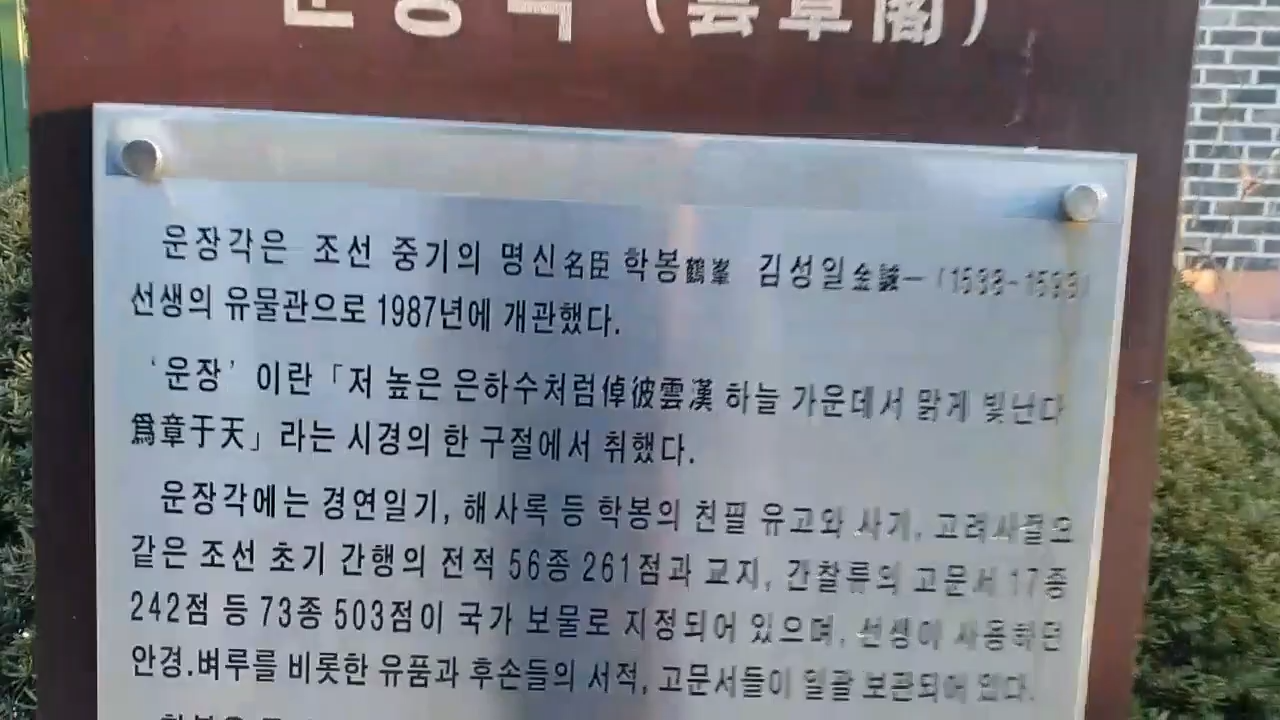 운장각 (雲章閣)
운장각은 조선 중기의 명신名臣 학봉鶴峯 김성일金誠一 (1538-1593)
선생의 유물관으로 1987년에 개관했다.
'운장' 이란 「저 높은 은하수처럼倬彼雲漢 하늘 가운데서 맑게 빛난다
爲章于天」 라는 시경의 한 구절에서 취했다.
운장각에는 경연일기, 해사록 등 학봉의 친필 유고와 사기, 고려사절요
같은 조선 초기 간행의 전적 56종 261점과 교지, 간찰류의 고문서 17종
242점 등 73종 503점이 국가 보물로 지정되어 있으며, 선생이 사용하던
안경.벼루를 비롯한 유품과 후손들의 서적, 고문서들이 일괄 보관되어 있다.